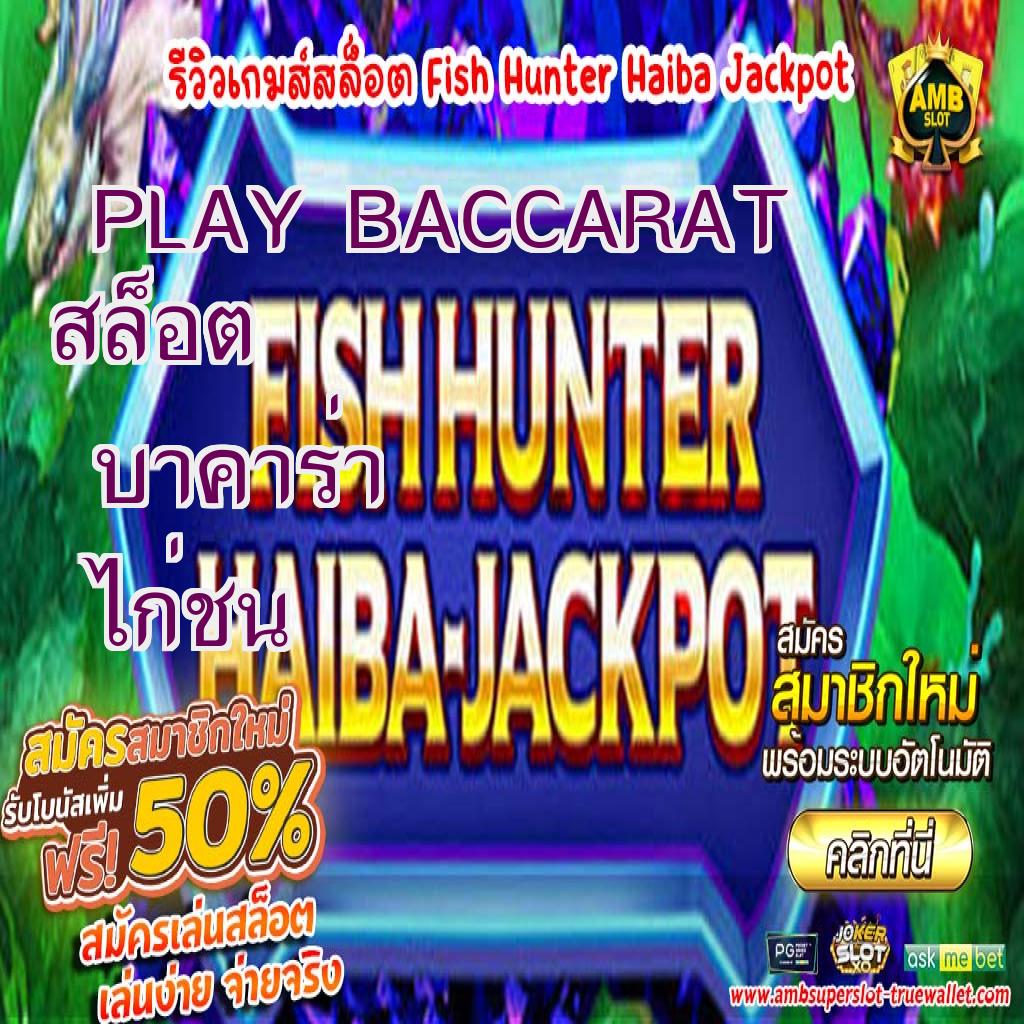 รีวิวเกมส์สล็อต Fish Hunter Haiba Jackpot
AMB
SLOT
PLAY BACCARAT
สล็อต
FISH HUNTER
บาคาร่า
ไก่ชน
HAIBA-JACKPOT
สมัคร
สมาชิกใหม่
พร้อมระบบอัตโนมัติ
คลิกที่นี่
สมัครสมาชิกใหม่
รับโบนัสเพิ่ม
ฟรี! 50%
สมัครเล่นสล็อต
เล่นง่าย จ่ายจริง
PG
JOKER
SLOT
XO
ask me bet
www.ambsuperslot-truewallet.com